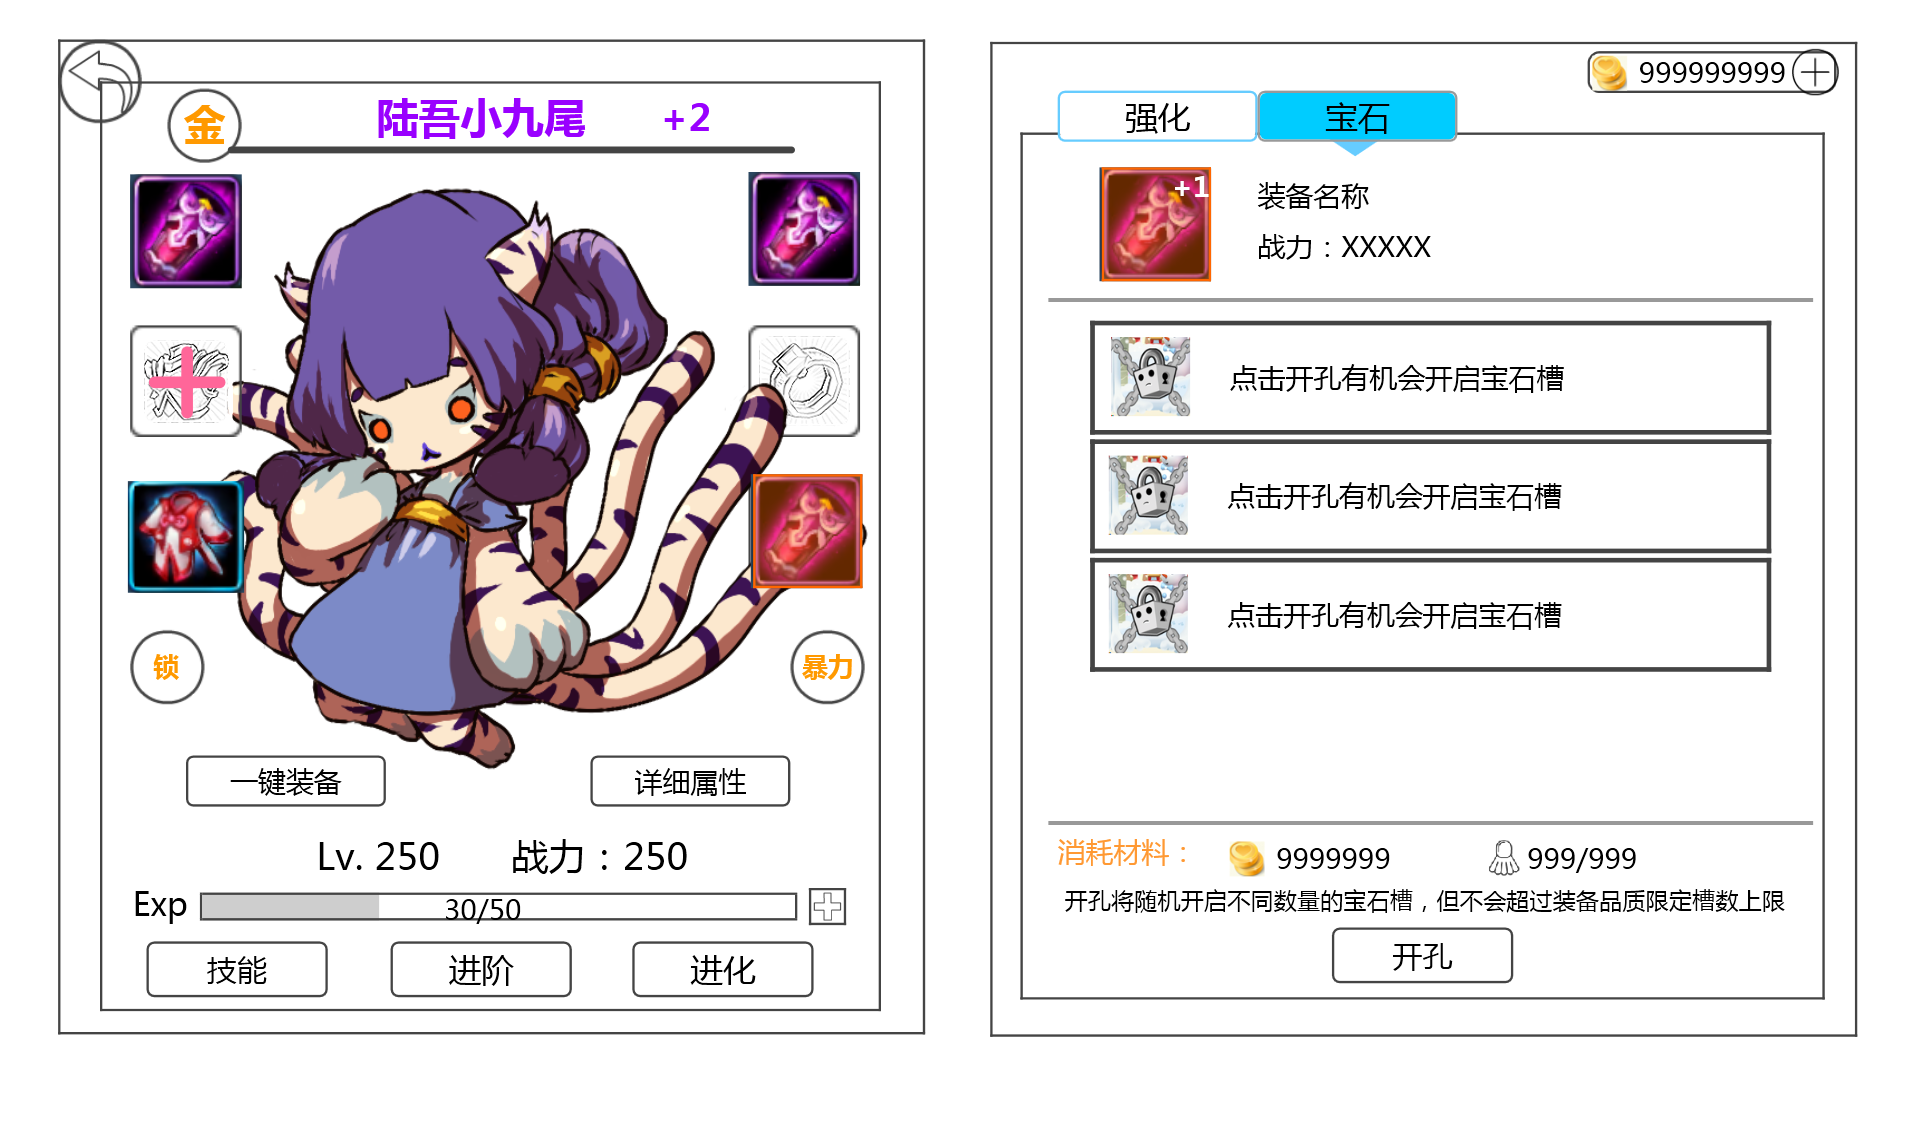 金
陆吾小九尾 +2
锁
暴力
一键装备
详细属性
Lv. 250 战力：250
Exp 30/50
技能
进阶
进化
999999999
强化
宝石
+1
装备名称
战力：XXXXX
点击开孔有机会开启宝石槽
点击开孔有机会开启宝石槽
点击开孔有机会开启宝石槽
消耗材料： 9999999 999/999
开孔将随机开启不同数量的宝石槽，但不会超过装备品质限定槽数上限
开孔